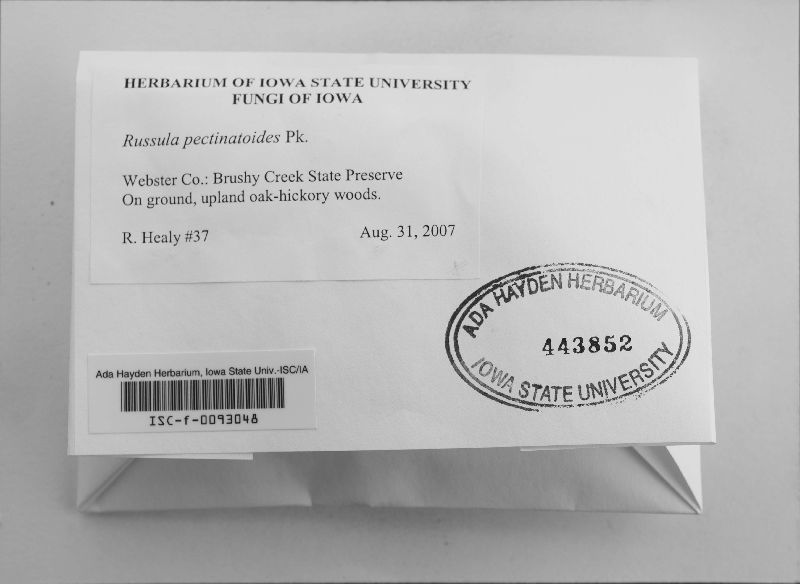 HERBARIUM OF IOWA STATE UNIVERSITY
FUNGI OF IOWA
Russula pectinatoides Pk.
Webster Co.: Brushy Creek State Preserve
On ground, upland oak-hickory woods.
R. Healy #37 Aug. 31, 2007
ADA HAYDEN HERBARIUM
443852
IOWA STATE UNIVERSITY
Ada Hayden Herbarium, Iowa State Univ.-ISC/IA
ISC-f-0093048